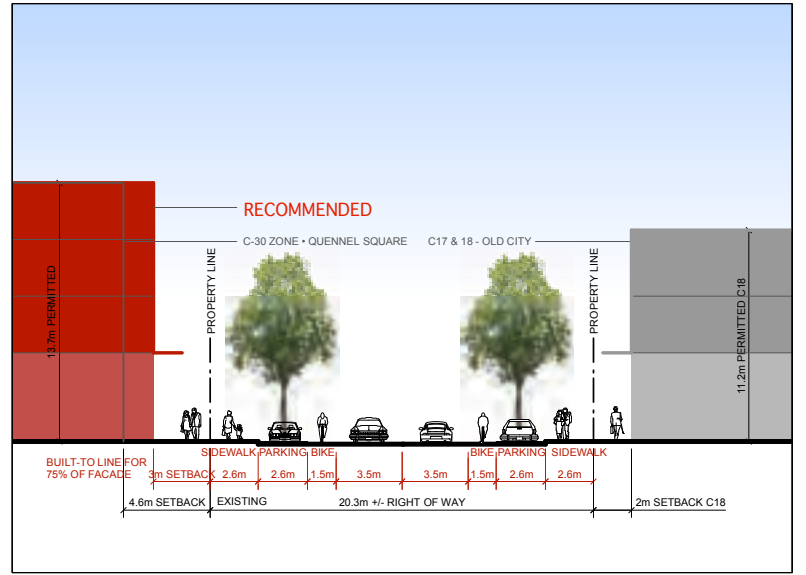 RECOMMENDED
C-30 ZONE • QUENNEL SQUARE
C17 & 18 - OLD CITY
13.7m PERMITTED
PROPERTY LINE
PROPERTY LINE
11.2m PERMITTED C18
SIDEWALK PARKING BIKE
BIKE PARKING SIDEWALK
BUILT-TO LINE FOR
75% OF FACADE
3m SETBACK 2.6m 2.6m 1.5m 3.5m 3.5m 1.5m 2.6m 2.6m
4.6m SETBACK EXISTING 20.3m +/- RIGHT OF WAY 2m SETBACK C18